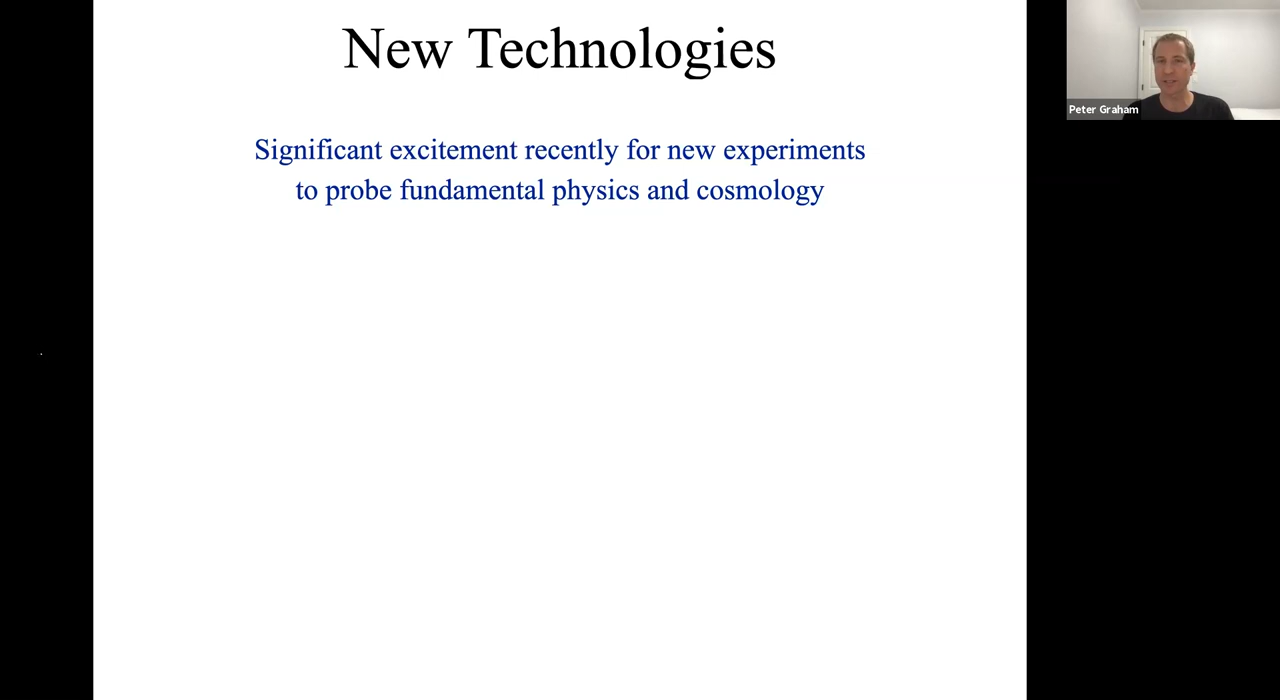 New Technologies
Significant excitement recently for new experiments
to probe fundamental physics and cosmology
Peter Graham